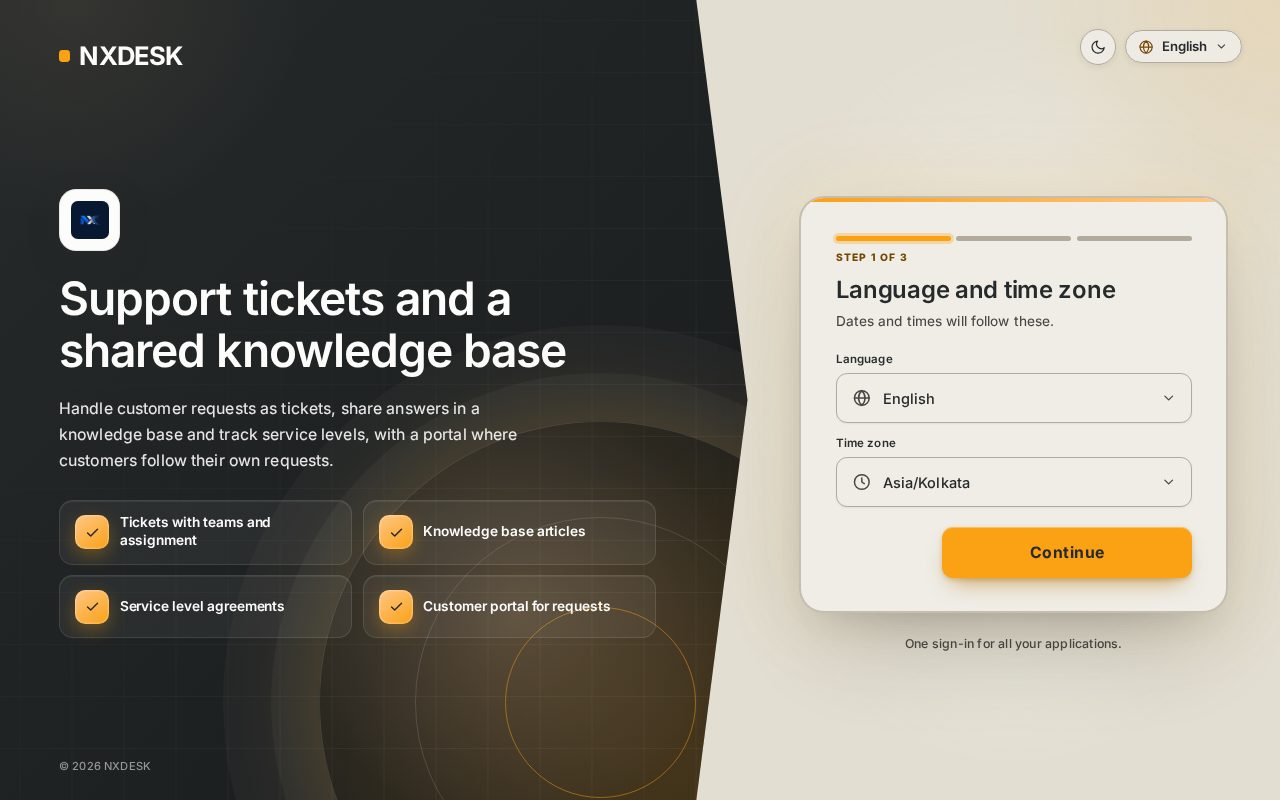 NXDESK
English
NX
Support tickets and a
shared knowledge base
Handle customer requests as tickets, share answers in a
knowledge base and track service levels, with a portal where
customers follow their own requests.
Tickets with teams and
assignment
Knowledge base articles
Service level agreements
Customer portal for requests
© 2026 NXDESK
STEP 1 OF 3
Language and time zone
Dates and times will follow these.
Language
English
Time zone
Asia/Kolkata
Continue
One sign-in for all your applications.